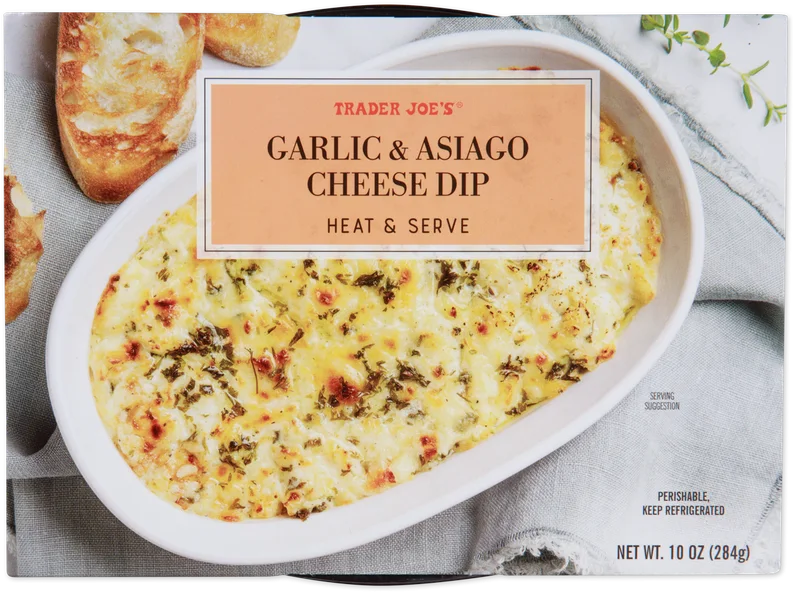 TRADER JOE'S®
GARLIC & ASIAGO
CHEESE DIP
HEAT & SERVE
SERVING
SUGGESTION
PERISHABLE,
KEEP REFRIGERATED
NET WT. 10 OZ (284g)